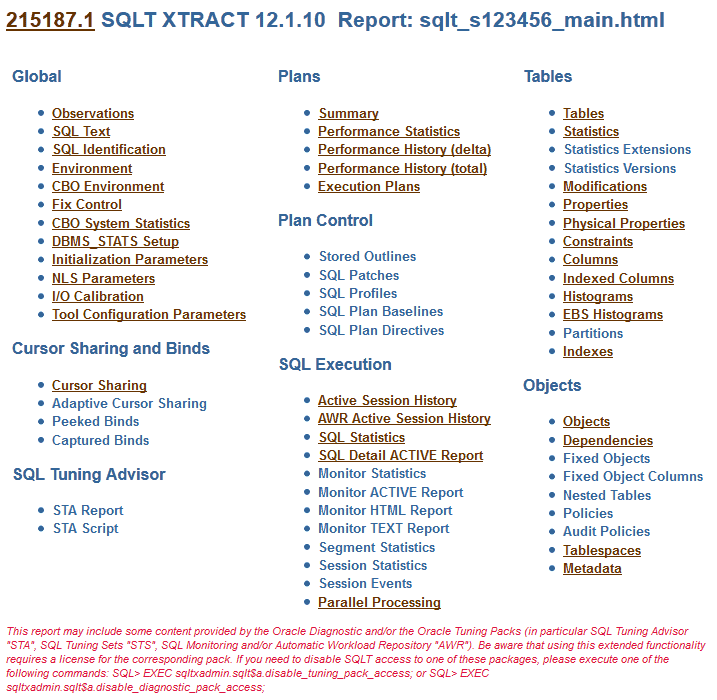 215187.1 SQLT XTRACT 12.1.10 Report: sqlt_s123456_main.html
Global
Observations
SQL Text
SQL Identification
Environment
CBO Environment
Fix Control
CBO System Statistics
DBMS_STATS Setup
Initialization Parameters
NLS Parameters
I/O Calibration
Tool Configuration Parameters
Cursor Sharing and Binds
Cursor Sharing
Adaptive Cursor Sharing
Peeked Binds
Captured Binds
SQL Tuning Advisor
STA Report
STA Script
Plans
Summary
Performance Statistics
Performance History (delta)
Performance History (total)
Execution Plans
Plan Control
Stored Outlines
SQL Patches
SQL Profiles
SQL Plan Baselines
SQL Plan Directives
SQL Execution
Active Session History
AWR Active Session History
SQL Statistics
SQL Detail ACTIVE Report
Monitor Statistics
Monitor ACTIVE Report
Monitor HTML Report
Monitor TEXT Report
Segment Statistics
Session Statistics
Session Events
Parallel Processing
Tables
Tables
Statistics
Statistics Extensions
Statistics Versions
Modifications
Properties
Physical Properties
Constraints
Columns
Indexed Columns
Histograms
EBS Histograms
Partitions
Indexes
Objects
Objects
Dependencies
Fixed Objects
Fixed Object Columns
Nested Tables
Policies
Audit Policies
Tablespaces
Metadata
This report may include some content provided by the Oracle Diagnostic and/or the Oracle Tuning Packs (in particular SQL Tuning Advisor
"STA", SQL Tuning Sets "STS", SQL Monitoring and/or Automatic Workload Repository "AWR"). Be aware that using this extended functionality
requires a license for the corresponding pack. If you need to disable SQLT access to one of these packages, please execute one of the
following commands: SQL> EXEC sqltxadmin.sqlt$a.disable_tuning_pack_access; or SQL> EXEC
sqltxadmin.sqlt$a.disable_diagnostic_pack_access;